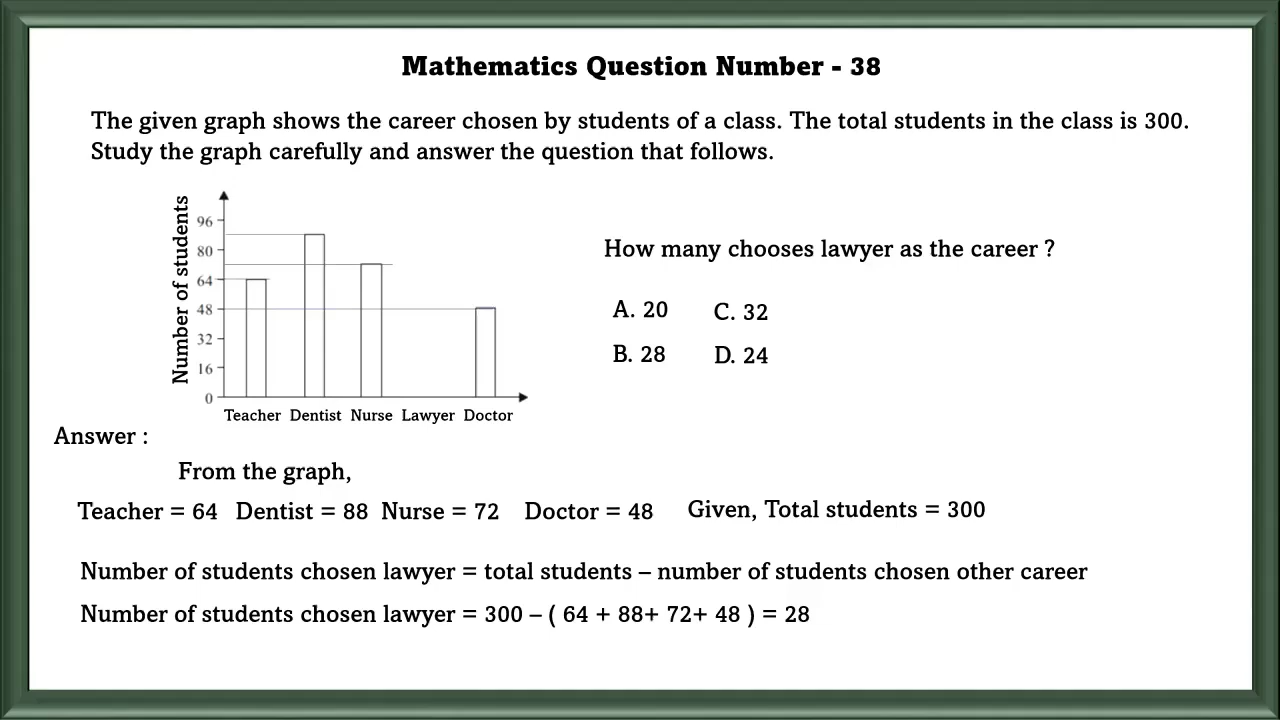 Mathematics Question Number - 38
The given graph shows the career chosen by students of a class. The total students in the class is 300.
Study the graph carefully and answer the question that follows.
Number of students
96
80
64
48
32
16
0
Teacher Dentist Nurse Lawyer Doctor
How many chooses lawyer as the career ?
A. 20 C. 32
B. 28 D. 24
Answer :
From the graph,
Teacher = 64 Dentist = 88 Nurse = 72 Doctor = 48 Given, Total students = 300
Number of students chosen lawyer = total students – number of students chosen other career
Number of students chosen lawyer = 300 – ( 64 + 88+ 72+ 48 ) = 28